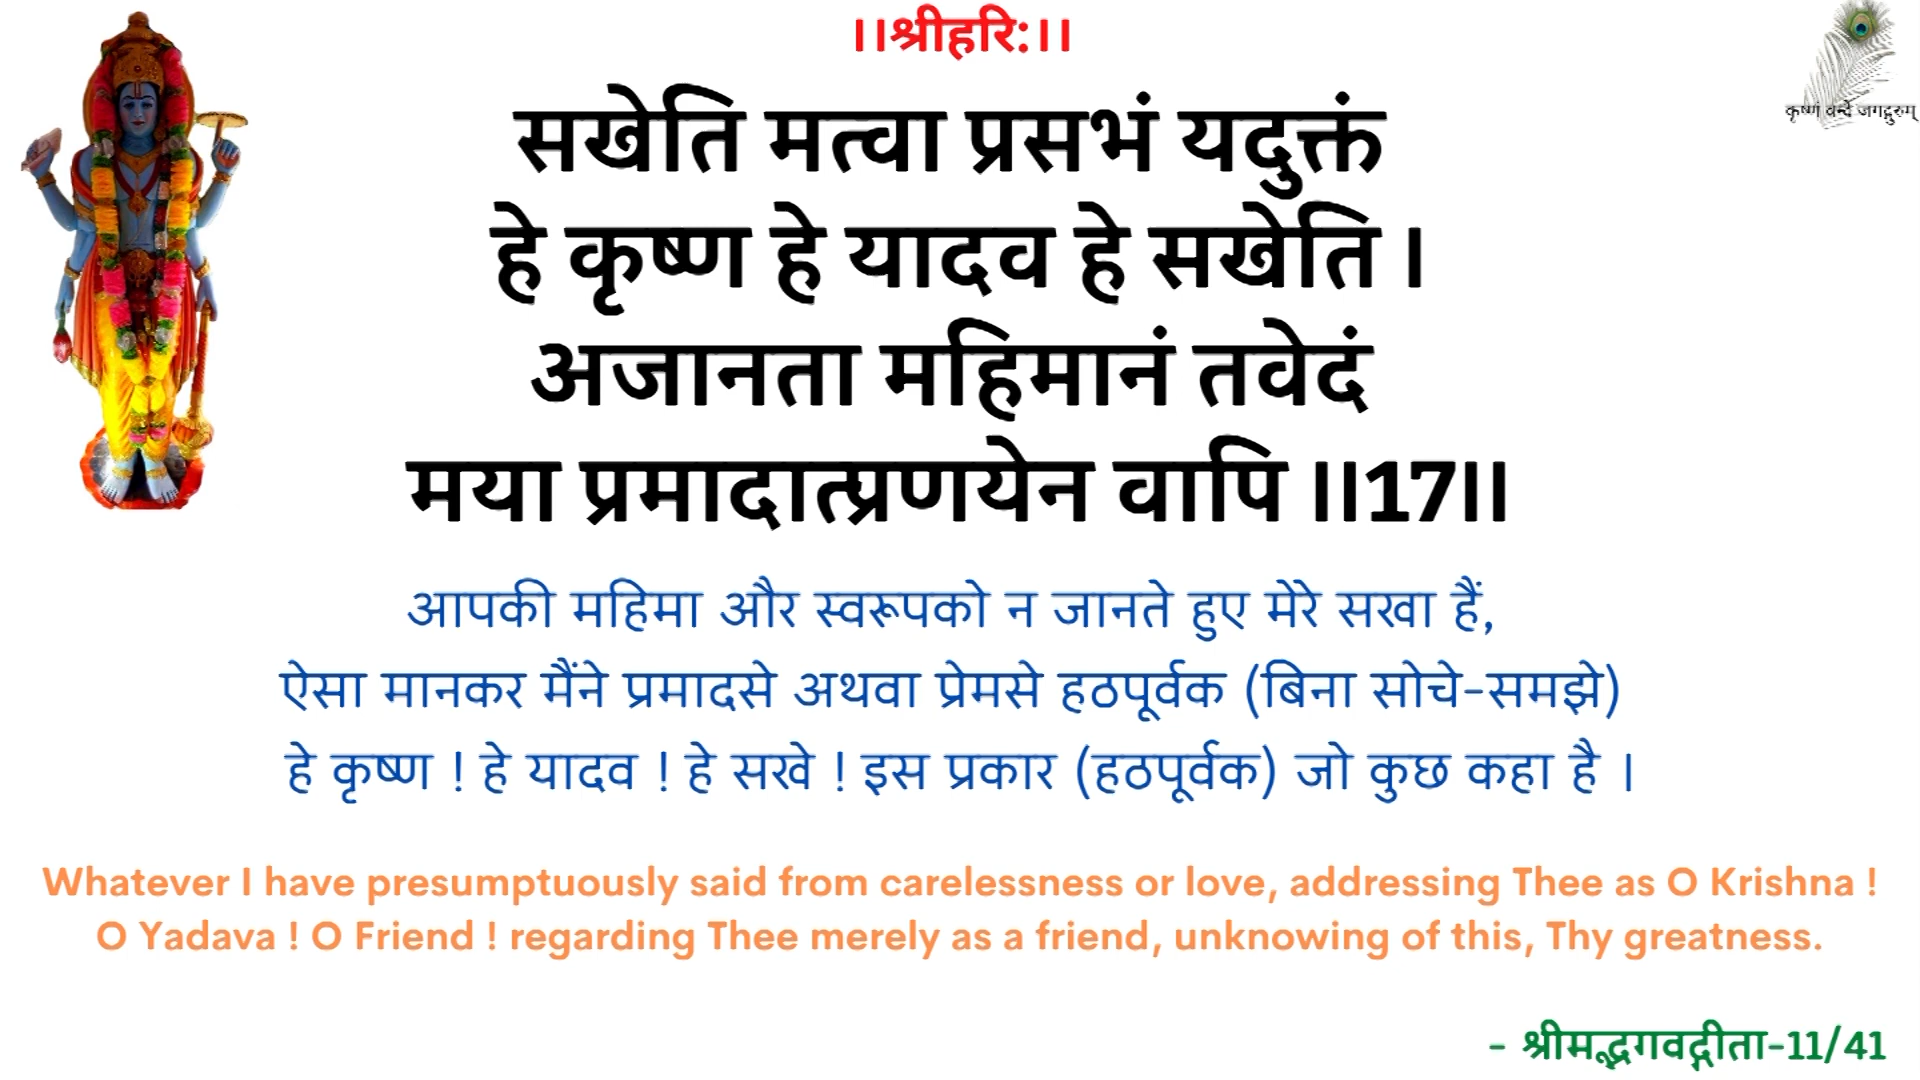 ।।श्रीहरि:।।
कृष्णं वन्दे जगद्गुरुम्
सखेति मत्वा प्रसभं यदुक्तं
हे कृष्ण हे यादव हे सखेति ।
अजानता महिमानं तवेदं
मया प्रमादात्प्रणयेन वापि ।।17।।
आपकी महिमा और स्वरूपको न जानते हुए मेरे सखा हैं,
ऐसा मानकर मैंने प्रमादसे अथवा प्रेमसे हठपूर्वक (बिना सोचे-समझे)
हे कृष्ण ! हे यादव ! हे सखे ! इस प्रकार (हठपूर्वक) जो कुछ कहा है ।
Whatever I have presumptuously said from carelessness or love, addressing Thee as O Krishna !
O Yadava ! O Friend ! regarding Thee merely as a friend, unknowing of this, Thy greatness.
- श्रीमद्भगवद्गीता-11/41